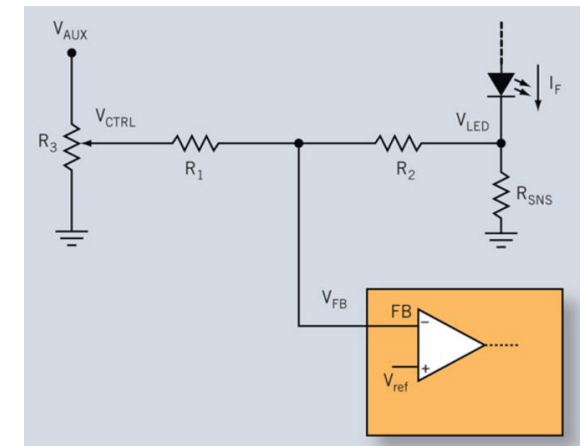 V_AUX
V_CTRL
R_3
R_1
R_2
V_LED
I_F
R_SNS
V_FB
FB
−
+
V_ref